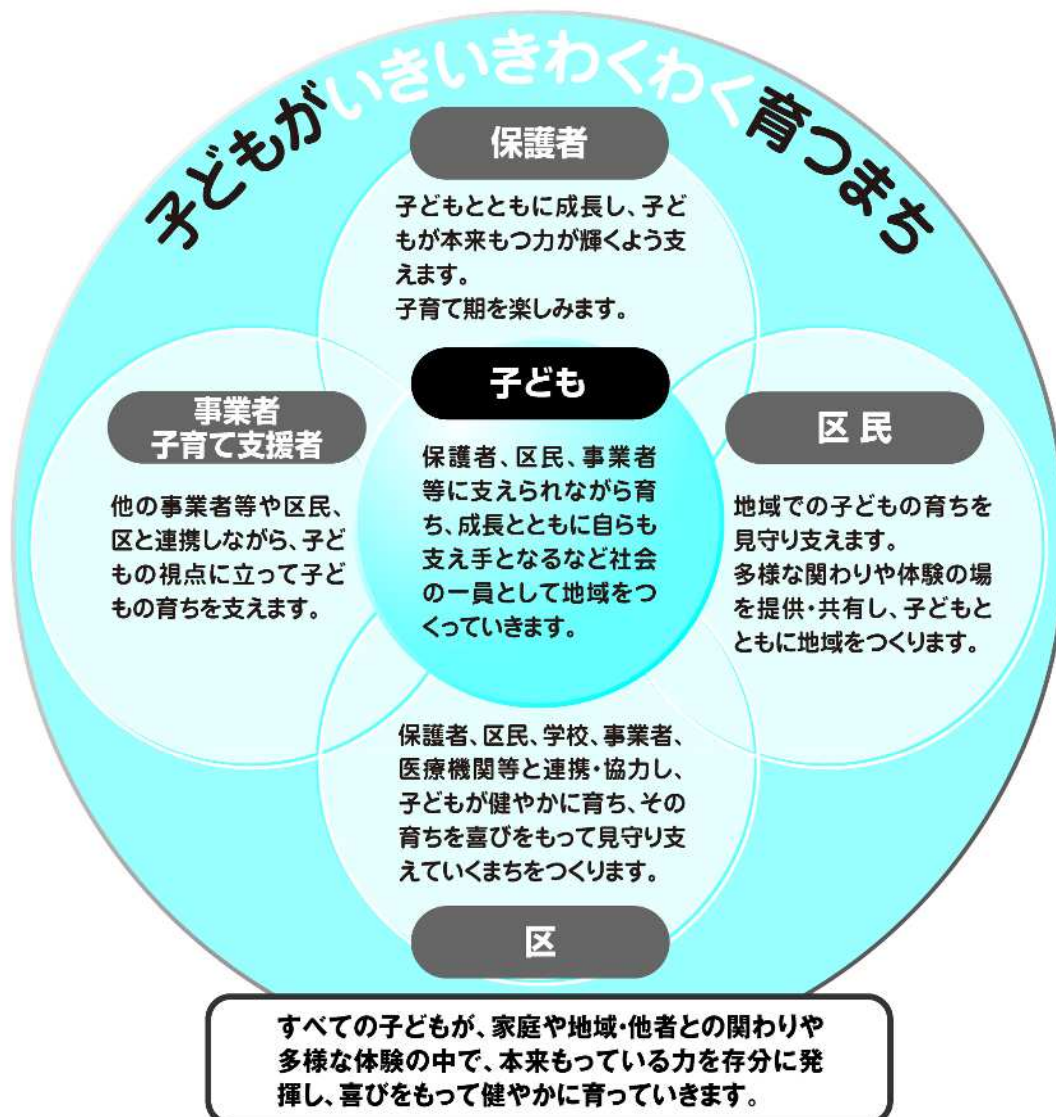 子どもがいきいきわくわく育つまち
保護者
子どもとともに成長し、子ど
もが本来もつ力が輝くよう支
えます。
子育て期を楽しみます。
子ども
保護者、区民、事業者
等に支えられながら育
ち、成長とともに自らも
支え手となるなど社会
の一員として地域をつ
くっていきます。
事業者
子育て支援者
他の事業者等や区民、
区と連携しながら、子ど
もの視点に立って子ど
もの育ちを支えます。
区民
地域での子どもの育ちを
見守り支えます。
多様な関わりや体験の場
を提供・共有し、子どもと
ともに地域をつくります。
保護者、区民、学校、事業者、
医療機関等と連携・協力し、
子どもが健やかに育ち、その
育ちを喜びをもって見守り支
えていくまちをつくります。
区
すべての子どもが、家庭や地域・他者との関わりや
多様な体験の中で、本来もっている力を存分に発
揮し、喜びをもって健やかに育っていきます。